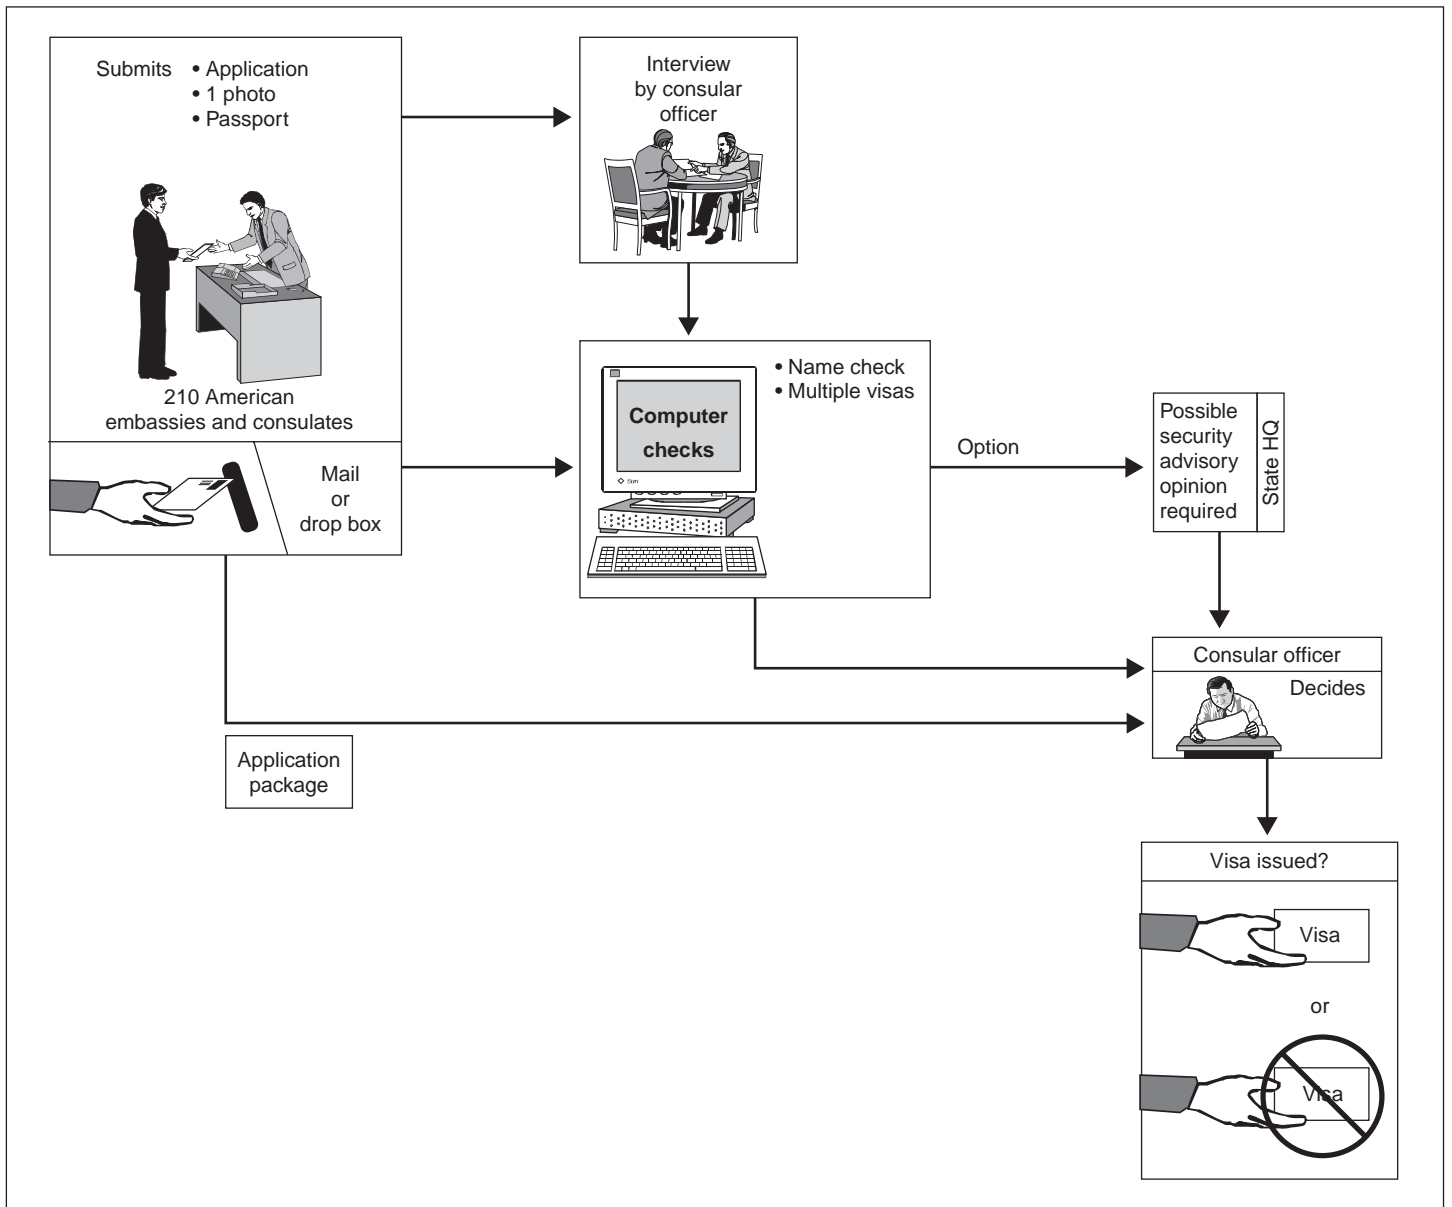 Submits • Application
• 1 photo
• Passport
210 American
embassies and consulates
Mail
or
drop box
Interview
by consular
officer
Computer
checks
• Name check
• Multiple visas
Option
Possible
security
advisory
opinion
required
State HQ
Consular officer
Decides
Application
package
Visa issued?
Visa
or
Visa